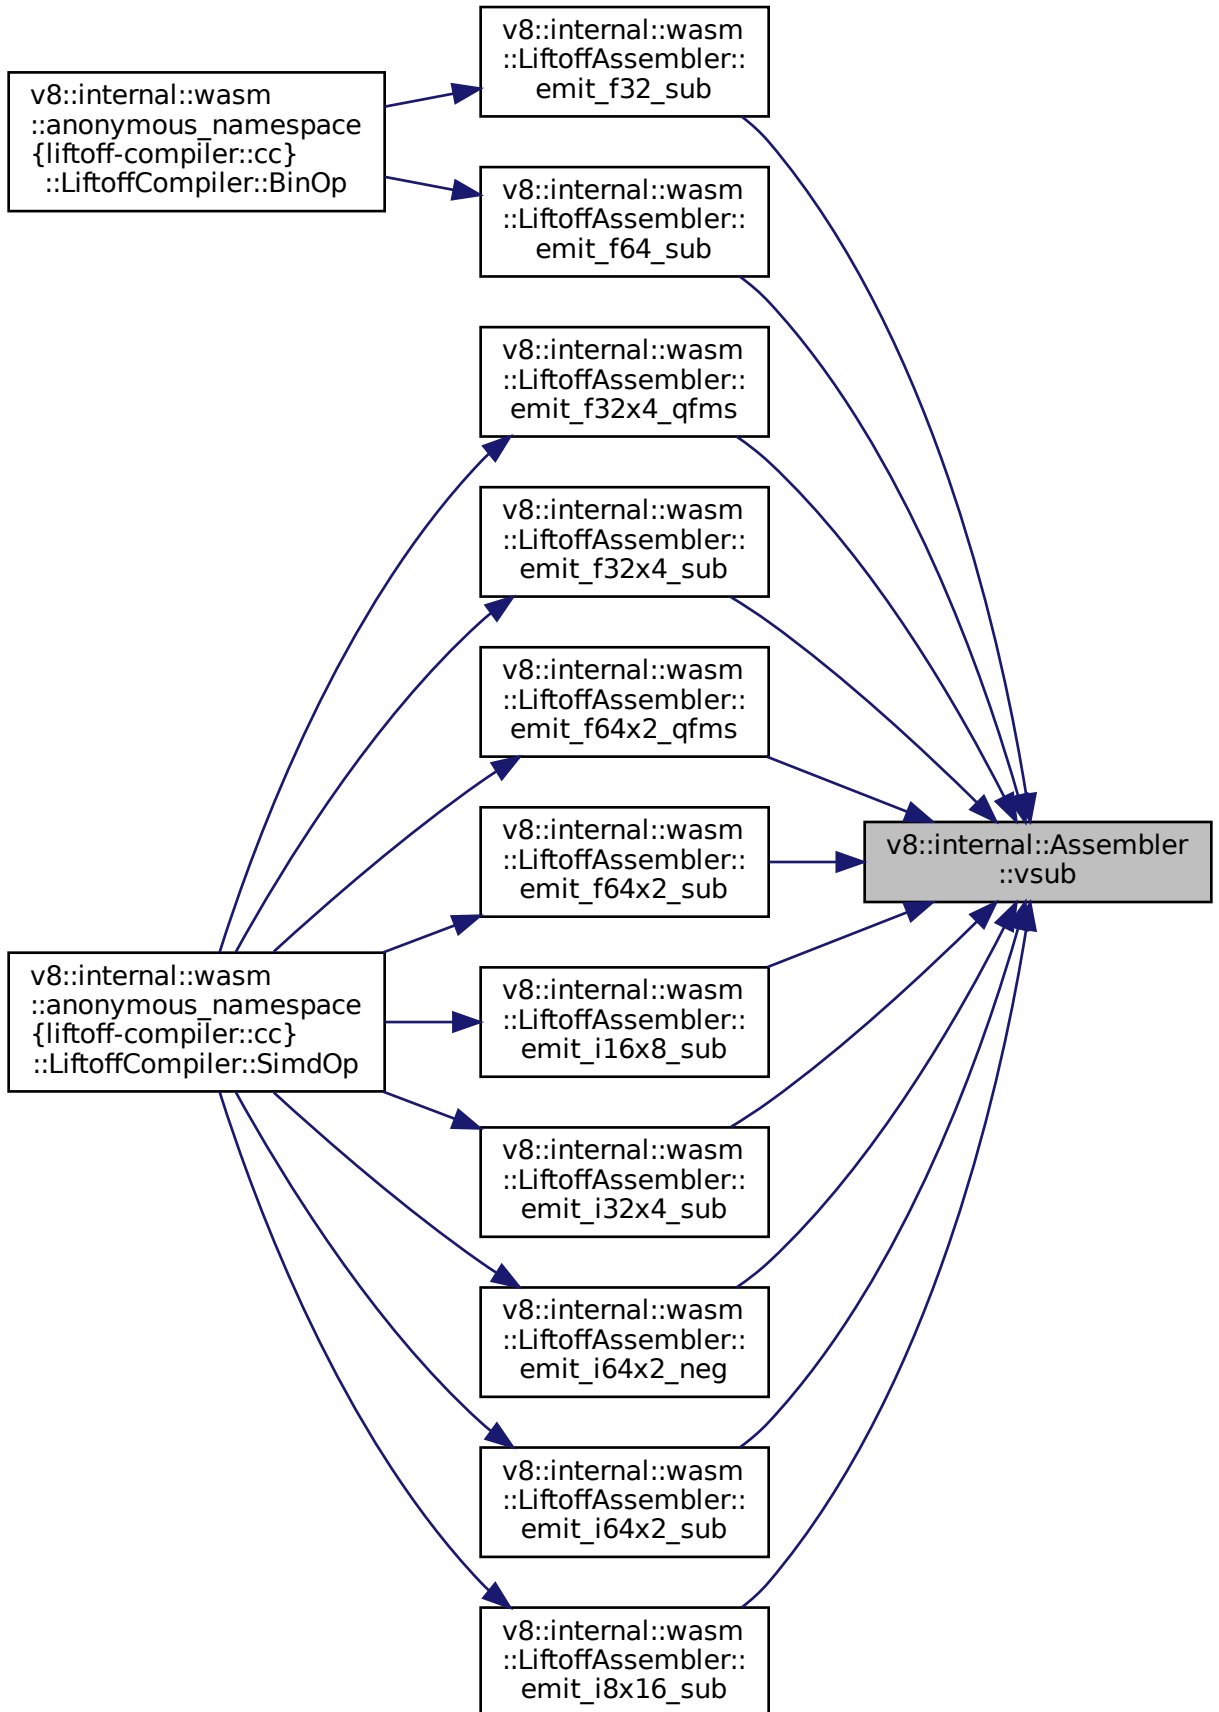 v8::internal::wasm
::LiftoffAssembler::
emit_f32_sub
v8::internal::wasm
::anonymous_namespace
{liftoff-compiler::cc}
::LiftoffCompiler::BinOp
v8::internal::wasm
::LiftoffAssembler::
emit_f64_sub
v8::internal::wasm
::LiftoffAssembler::
emit_f32x4_qfms
v8::internal::wasm
::LiftoffAssembler::
emit_f32x4_sub
v8::internal::wasm
::LiftoffAssembler::
emit_f64x2_qfms
v8::internal::wasm
::LiftoffAssembler::
emit_f64x2_sub
v8::internal::Assembler
::vsub
v8::internal::wasm
::anonymous_namespace
{liftoff-compiler::cc}
::LiftoffCompiler::SimdOp
v8::internal::wasm
::LiftoffAssembler::
emit_i16x8_sub
v8::internal::wasm
::LiftoffAssembler::
emit_i32x4_sub
v8::internal::wasm
::LiftoffAssembler::
emit_i64x2_neg
v8::internal::wasm
::LiftoffAssembler::
emit_i64x2_sub
v8::internal::wasm
::LiftoffAssembler::
emit_i8x16_sub